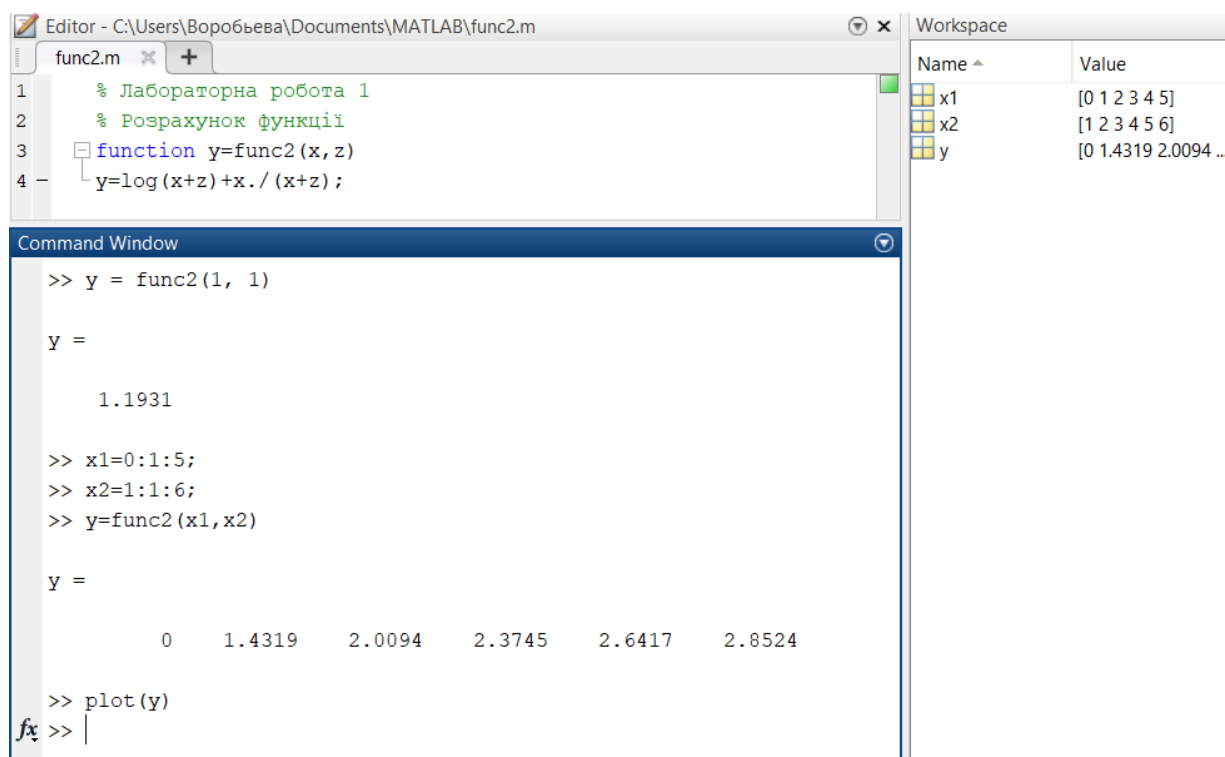 Editor - C:\Users\Воробьева\Documents\MATLAB\func2.m
func2.m
1 % Лабораторна робота 1
2 % Розрахунок функції
3 function y=func2(x,z)
4 – y=log(x+z)+x./(x+z);
Command Window
>> y = func2(1, 1)
y =
1.1931
>> x1=0:1:5;
>> x2=1:1:6;
>> y=func2(x1,x2)
y =
0 1.4319 2.0094 2.3745 2.6417 2.8524
>> plot(y)
fx >>
Workspace
Name Value
x1 [0 1 2 3 4 5]
x2 [1 2 3 4 5 6]
y [0 1.4319 2.0094 ...